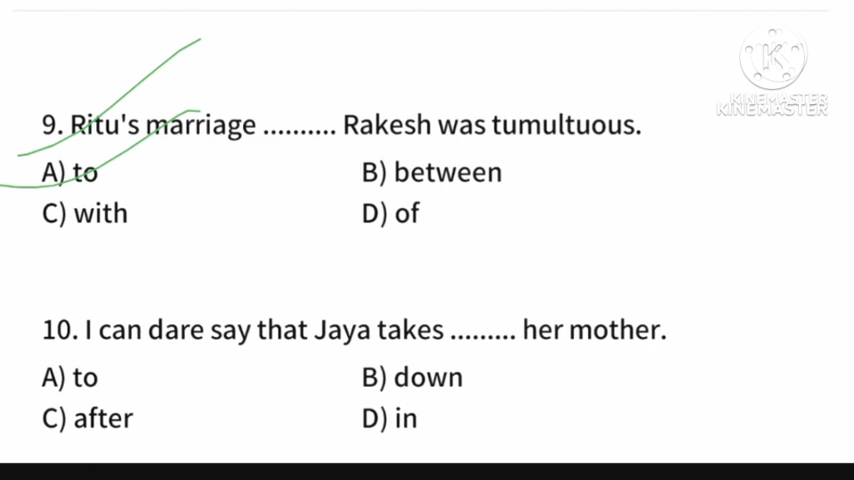 KINEMASTER
KINEMASTER
9. Ritu's marriage .......... Rakesh was tumultuous.
A) to
B) between
C) with
D) of
10. I can dare say that Jaya takes ......... her mother.
A) to
B) down
C) after
D) in